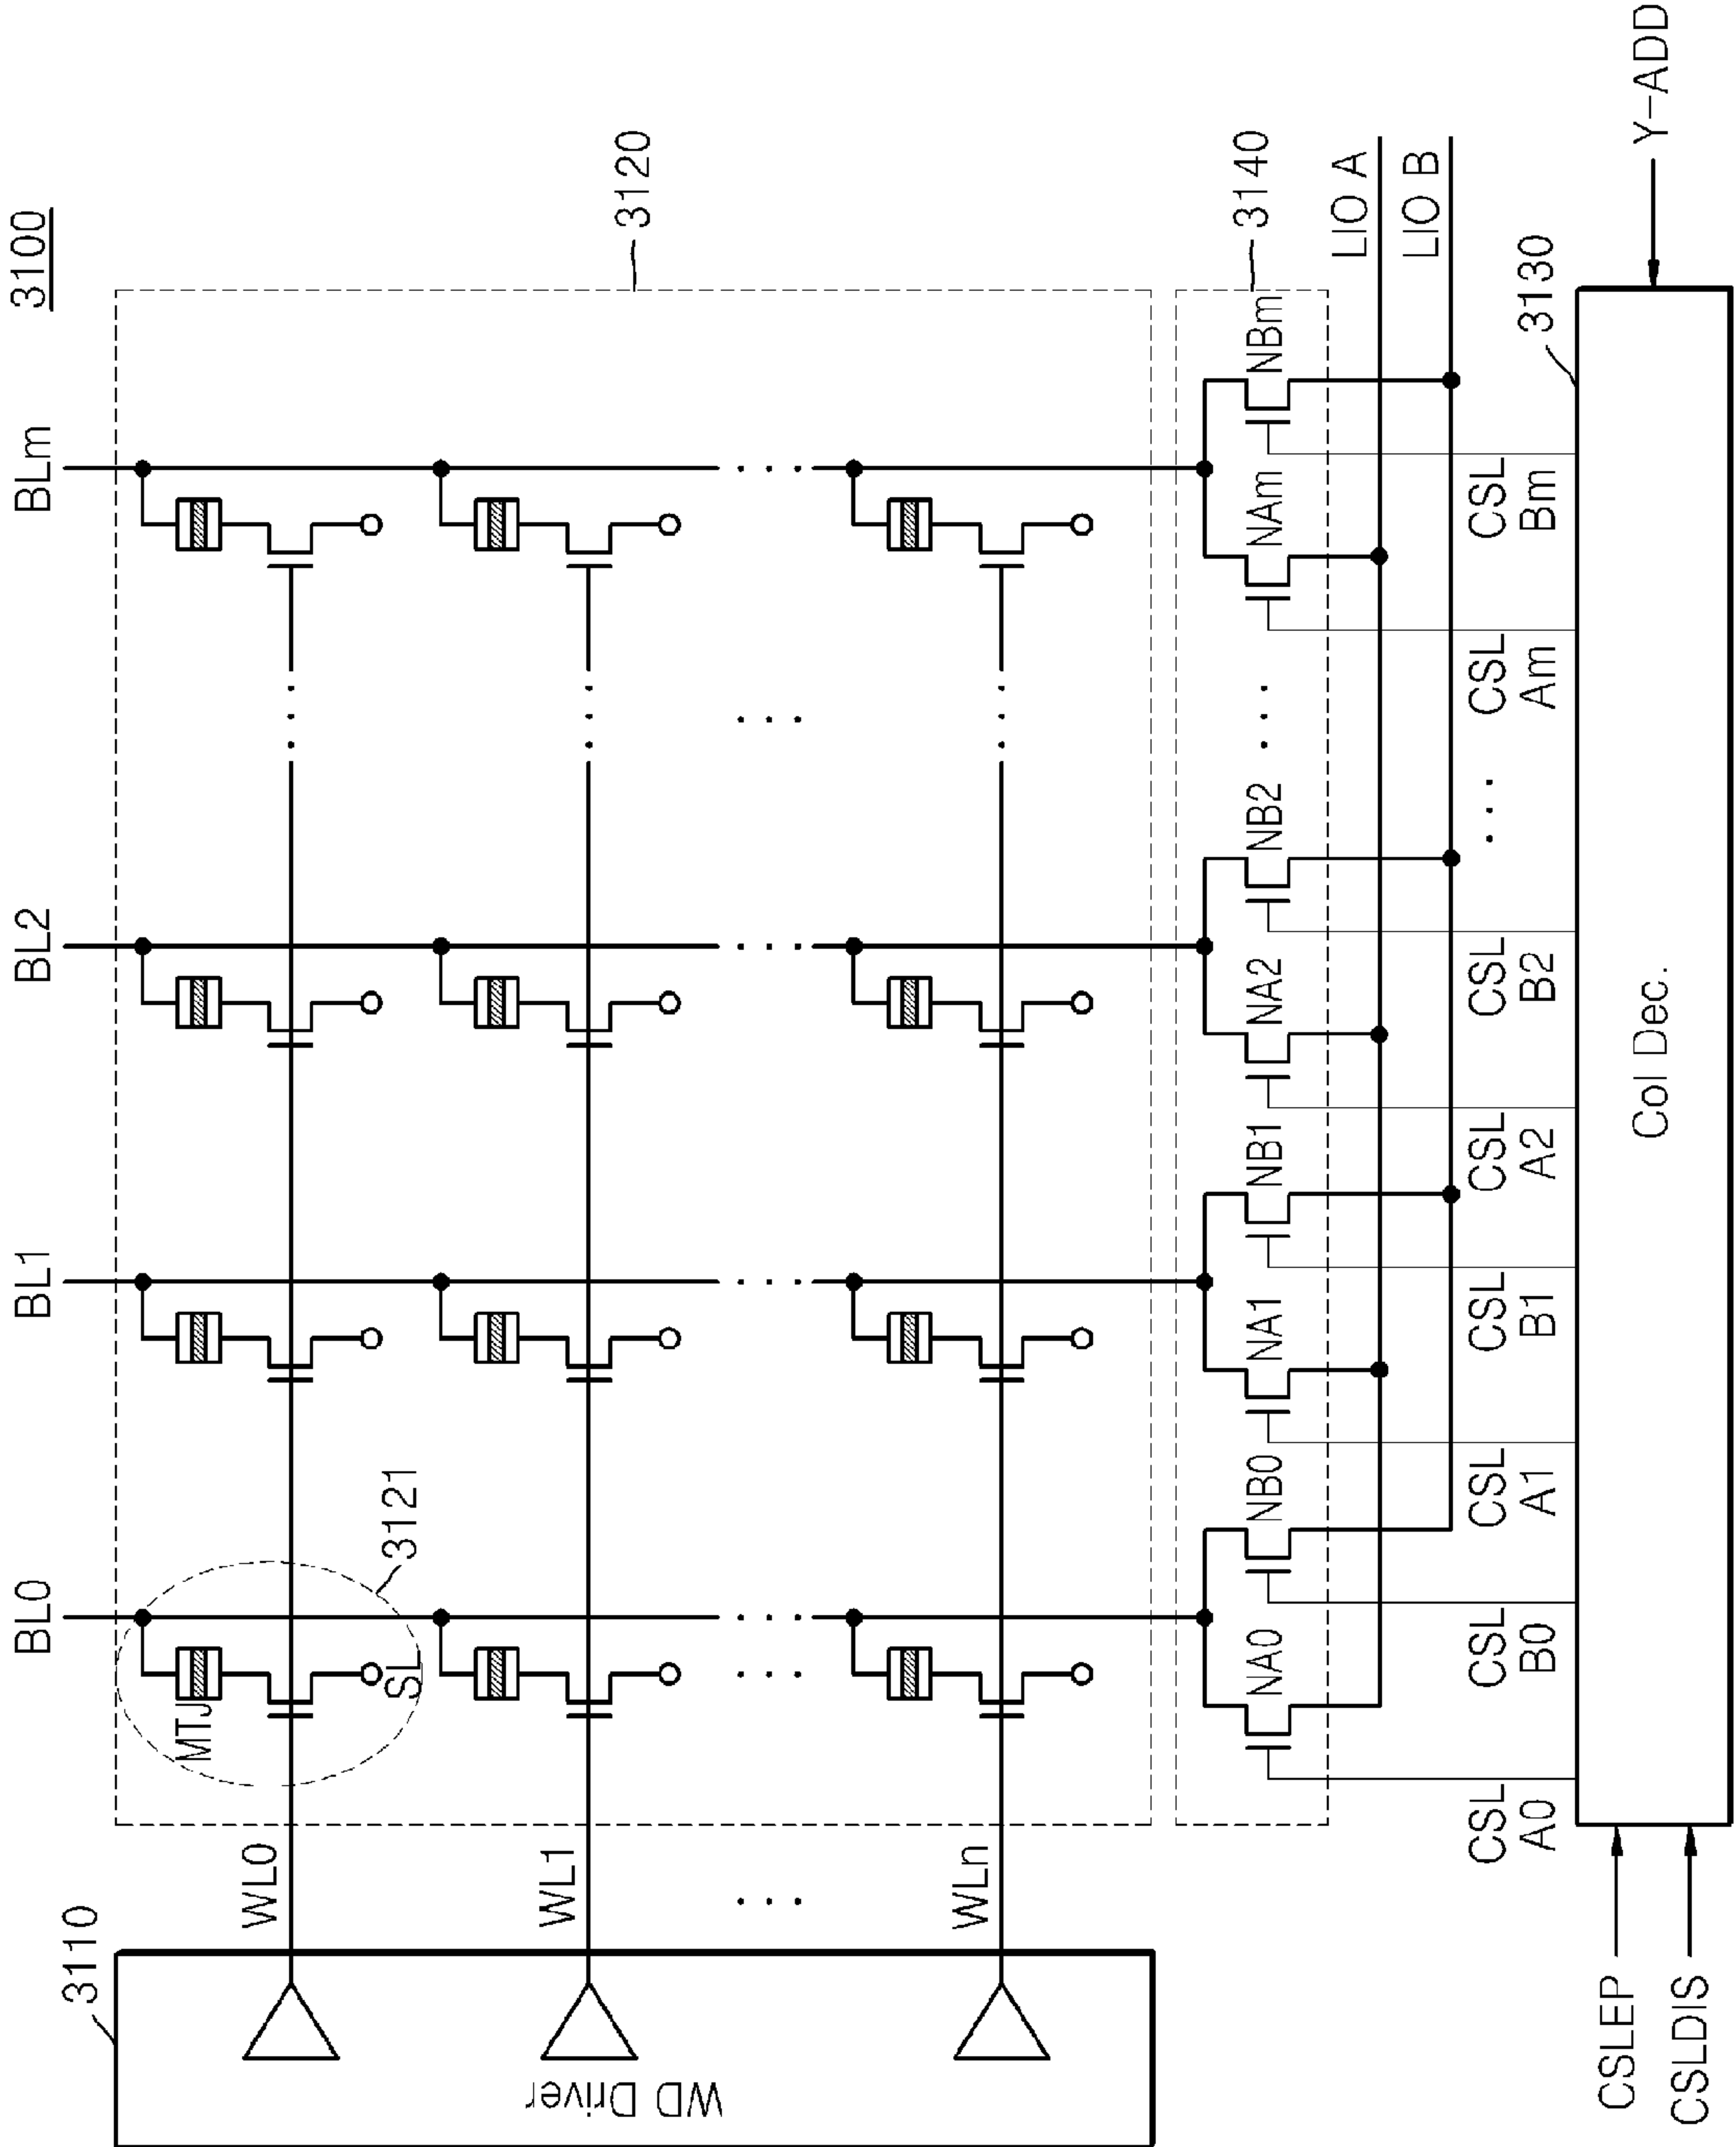 3100
BL0
BL1
BL2
BLm
3110
WD Driver
WL0
WL1
...
WLn
MTJ
SL
3121
3120
3140
NA0
NB0
NA1
NB1
NA2
NB2
...
NAm
NBm
LIO A
LIO B
CSL A0
CSL B0
CSL A1
CSL B1
CSL A2
CSL B2
...
CSL Am
CSL Bm
3130
CSLEP
CSLDIS
Col Dec.
Y-ADD